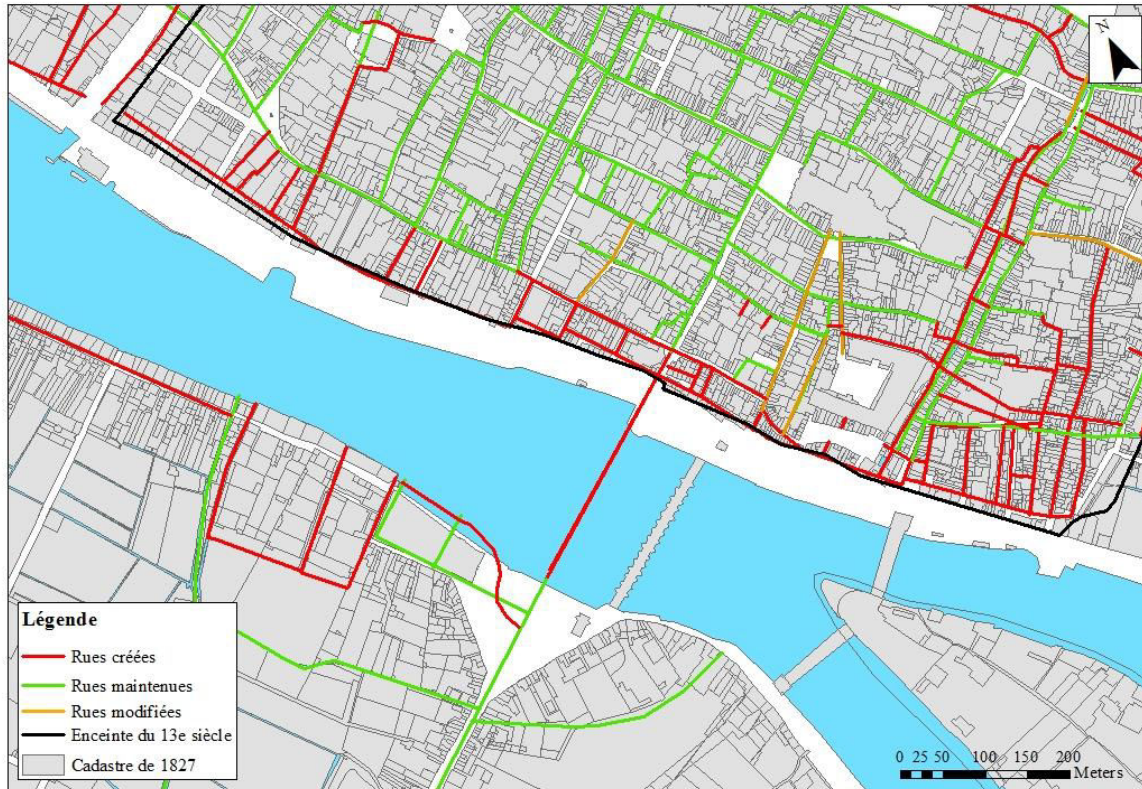 N
Légende
Rues créées
Rues maintenues
Rues modifiées
Enceinte du 13e siècle
Cadastre de 1827
0 25 50 100 150 200
Meters